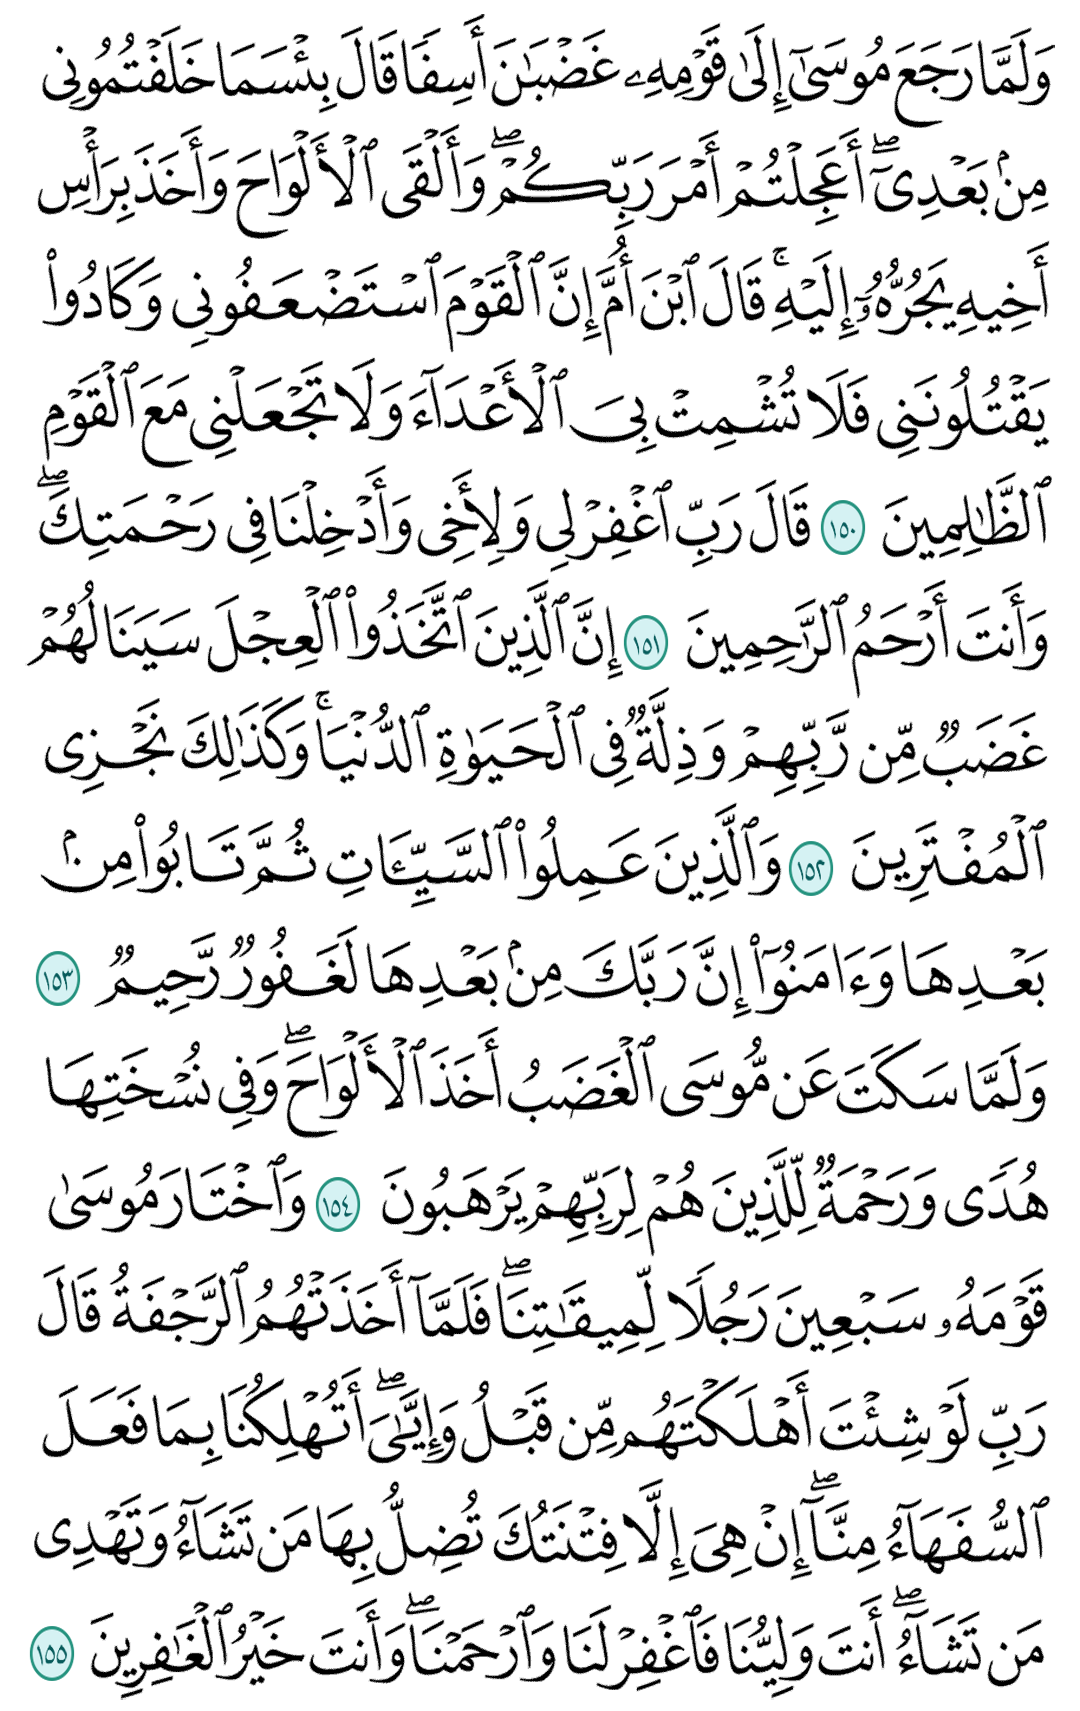 وَلَمَّا رَجَعَ مُوسَىٰٓ إِلَىٰ قَوْمِهِۦ غَضْبَٰنَ أَسِفًا قَالَ بِئْسَمَا خَلَفْتُمُونِى
مِنۢ بَعْدِىٓ ۖ أَعَجِلْتُمْ أَمْرَ رَبِّكُمْ ۖ وَأَلْقَى ٱلْأَلْوَاحَ وَأَخَذَ بِرَأْسِ
أَخِيهِ يَجُرُّهُۥٓ إِلَيْهِ ۚ قَالَ ٱبْنَ أُمَّ إِنَّ ٱلْقَوْمَ ٱسْتَضْعَفُونِى وَكَادُوا۟
يَقْتُلُونَنِى فَلَا تُشْمِتْ بِىَ ٱلْأَعْدَآءَ وَلَا تَجْعَلْنِى مَعَ ٱلْقَوْمِ
ٱلظَّٰلِمِينَ ١٥٠ قَالَ رَبِّ ٱغْفِرْ لِى وَلِأَخِى وَأَدْخِلْنَا فِى رَحْمَتِكَ ۖ
وَأَنتَ أَرْحَمُ ٱلرَّٰحِمِينَ ١٥١ إِنَّ ٱلَّذِينَ ٱتَّخَذُوا۟ ٱلْعِجْلَ سَيَنَالُهُمْ
غَضَبٌ مِّن رَّبِّهِمْ وَذِلَّةٌ فِى ٱلْحَيَوٰةِ ٱلدُّنْيَا ۚ وَكَذَٰلِكَ نَجْزِى
ٱلْمُفْتَرِينَ ١٥٢ وَٱلَّذِينَ عَمِلُوا۟ ٱلسَّيِّـَٔاتِ ثُمَّ تَابُوا۟ مِنۢ
بَعْدِهَا وَءَامَنُوٓا۟ إِنَّ رَبَّكَ مِنۢ بَعْدِهَا لَغَفُورٌ رَّحِيمٌ ١٥٣
وَلَمَّا سَكَتَ عَن مُّوسَى ٱلْغَضَبُ أَخَذَ ٱلْأَلْوَاحَ ۖ وَفِى نُسْخَتِهَا
هُدًى وَرَحْمَةٌ لِّلَّذِينَ هُمْ لِرَبِّهِمْ يَرْهَبُونَ ١٥٤ وَٱخْتَارَ مُوسَىٰ
قَوْمَهُۥ سَبْعِينَ رَجُلًا لِّمِيقَٰتِنَا ۖ فَلَمَّآ أَخَذَتْهُمُ ٱلرَّجْفَةُ قَالَ
رَبِّ لَوْ شِئْتَ أَهْلَكْتَهُم مِّن قَبْلُ وَإِيَّٰىَ ۖ أَتُهْلِكُنَا بِمَا فَعَلَ
ٱلسُّفَهَآءُ مِنَّآ ۖ إِنْ هِىَ إِلَّا فِتْنَتُكَ تُضِلُّ بِهَا مَن تَشَآءُ وَتَهْدِى
مَن تَشَآءُ ۖ أَنتَ وَلِيُّنَا فَٱغْفِرْ لَنَا وَٱرْحَمْنَا ۖ وَأَنتَ خَيْرُ ٱلْغَٰفِرِينَ ١٥٥